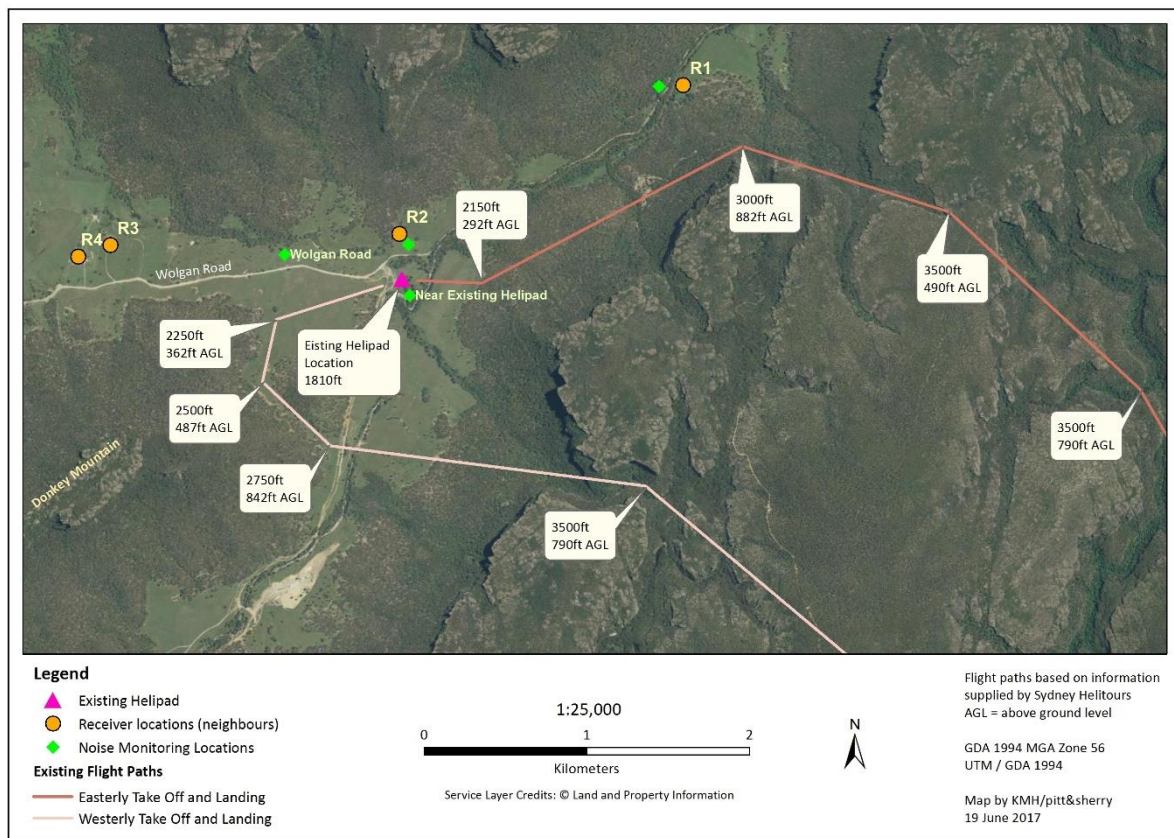 R1
2150ft
292ft AGL
3000ft
882ft AGL
R2
R3
R4
Wolgan Road
Wolgan Road
3500ft
490ft AGL
Near Existing Helipad
2250ft
362ft AGL
Eisting Helipad
Location
1810ft
2500ft
487ft AGL
3500ft
790ft AGL
Donkey Mountain
2750ft
842ft AGL
3500ft
790ft AGL
Legend
Existing Helipad
Receiver locations (neighbours)
Noise Monitoring Locations
Existing Flight Paths
Easterly Take Off and Landing
Westerly Take Off and Landing
1:25,000
0 1 2
Kilometers
Service Layer Credits: © Land and Property Information
N
Flight paths based on information
supplied by Sydney Helitours
AGL = above ground level
GDA 1994 MGA Zone 56
UTM / GDA 1994
Map by KMH/pitt&sherry
19 June 2017